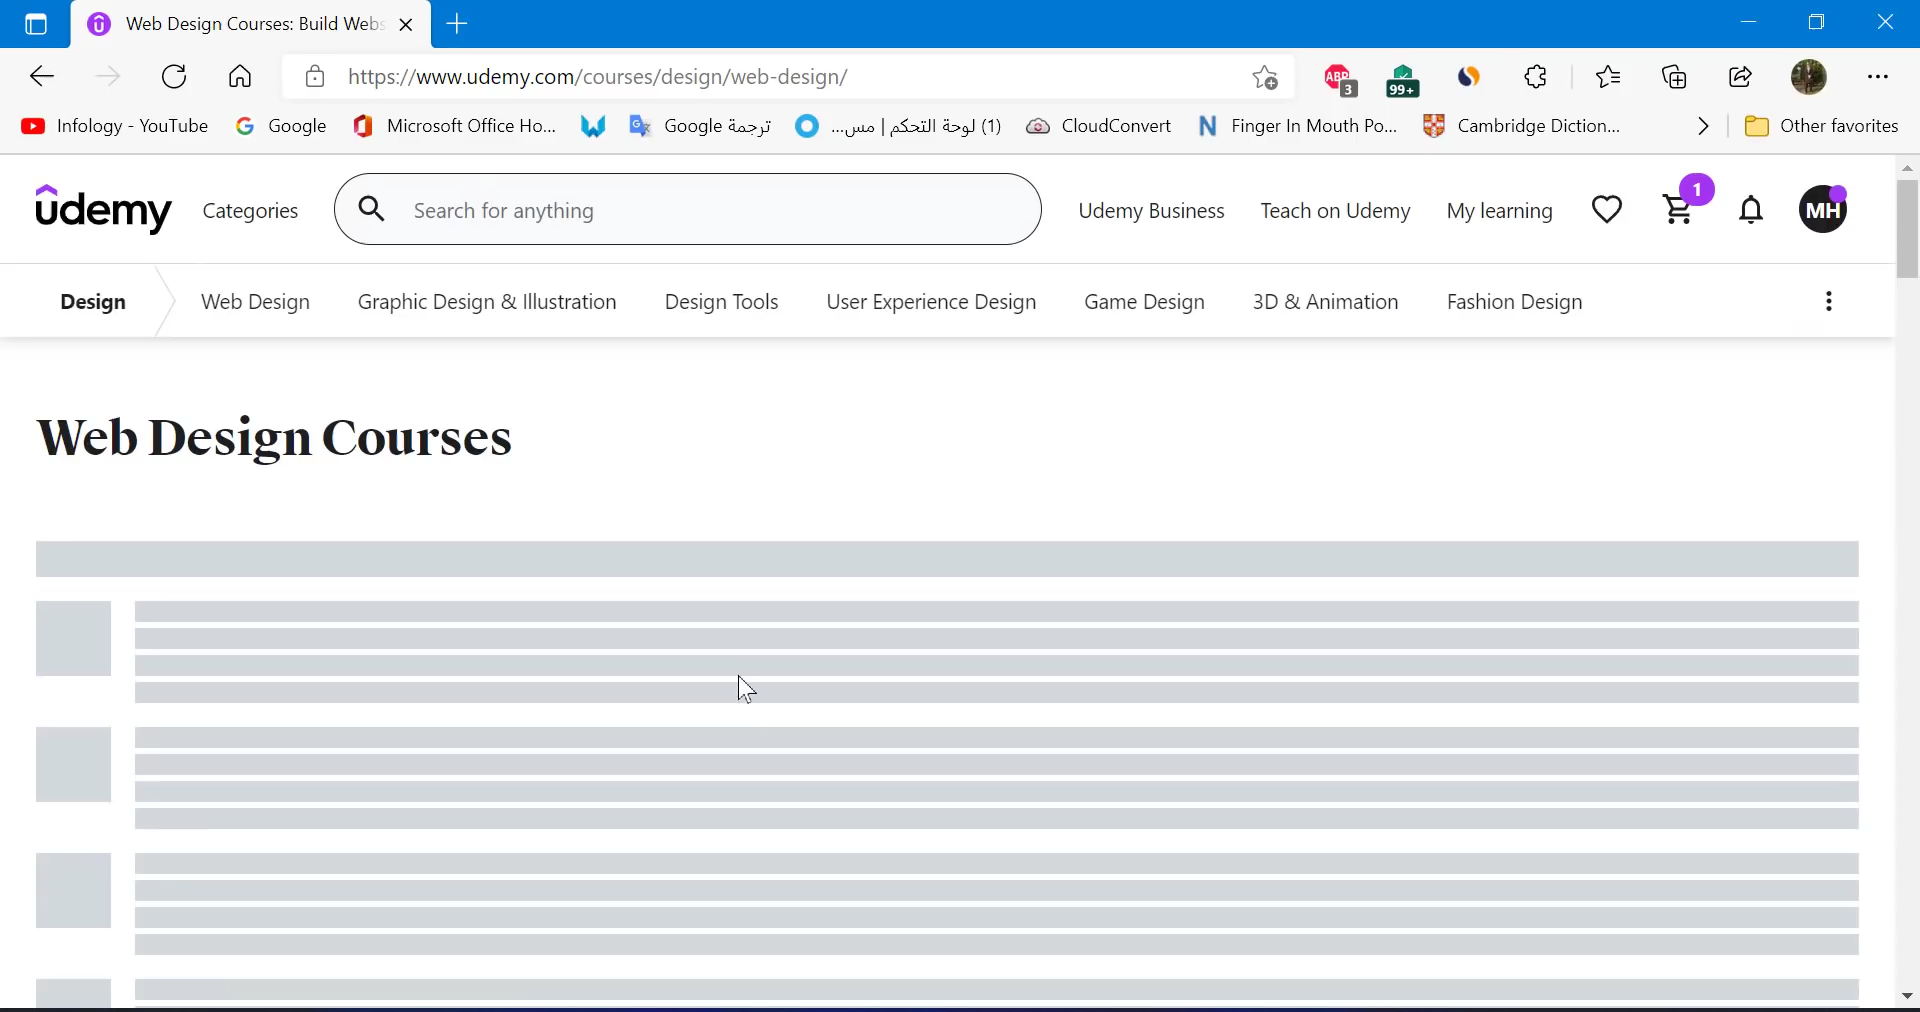 Web Design Courses: Build Webs
https://www.udemy.com/courses/design/web-design/
ABP 3
99+
Infology - YouTube
Google
Microsoft Office Ho...
ترجمة Google
(1) لوحة التحكم | مس...
CloudConvert
Finger In Mouth Po...
Cambridge Diction...
Other favorites
udemy
Categories
Search for anything
Udemy Business
Teach on Udemy
My learning
1
MH
Design
Web Design
Graphic Design & Illustration
Design Tools
User Experience Design
Game Design
3D & Animation
Fashion Design
Web Design Courses